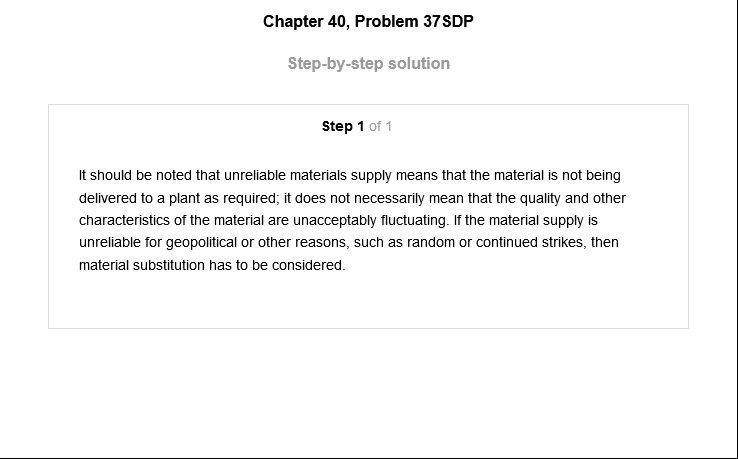 Chapter 40, Problem 37SDP
Step-by-step solution
Step 1 of 1
It should be noted that unreliable materials supply means that the material is not being
delivered to a plant as required; it does not necessarily mean that the quality and other
characteristics of the material are unacceptably fluctuating. If the material supply is
unreliable for geopolitical or other reasons, such as random or continued strikes, then
material substitution has to be considered.